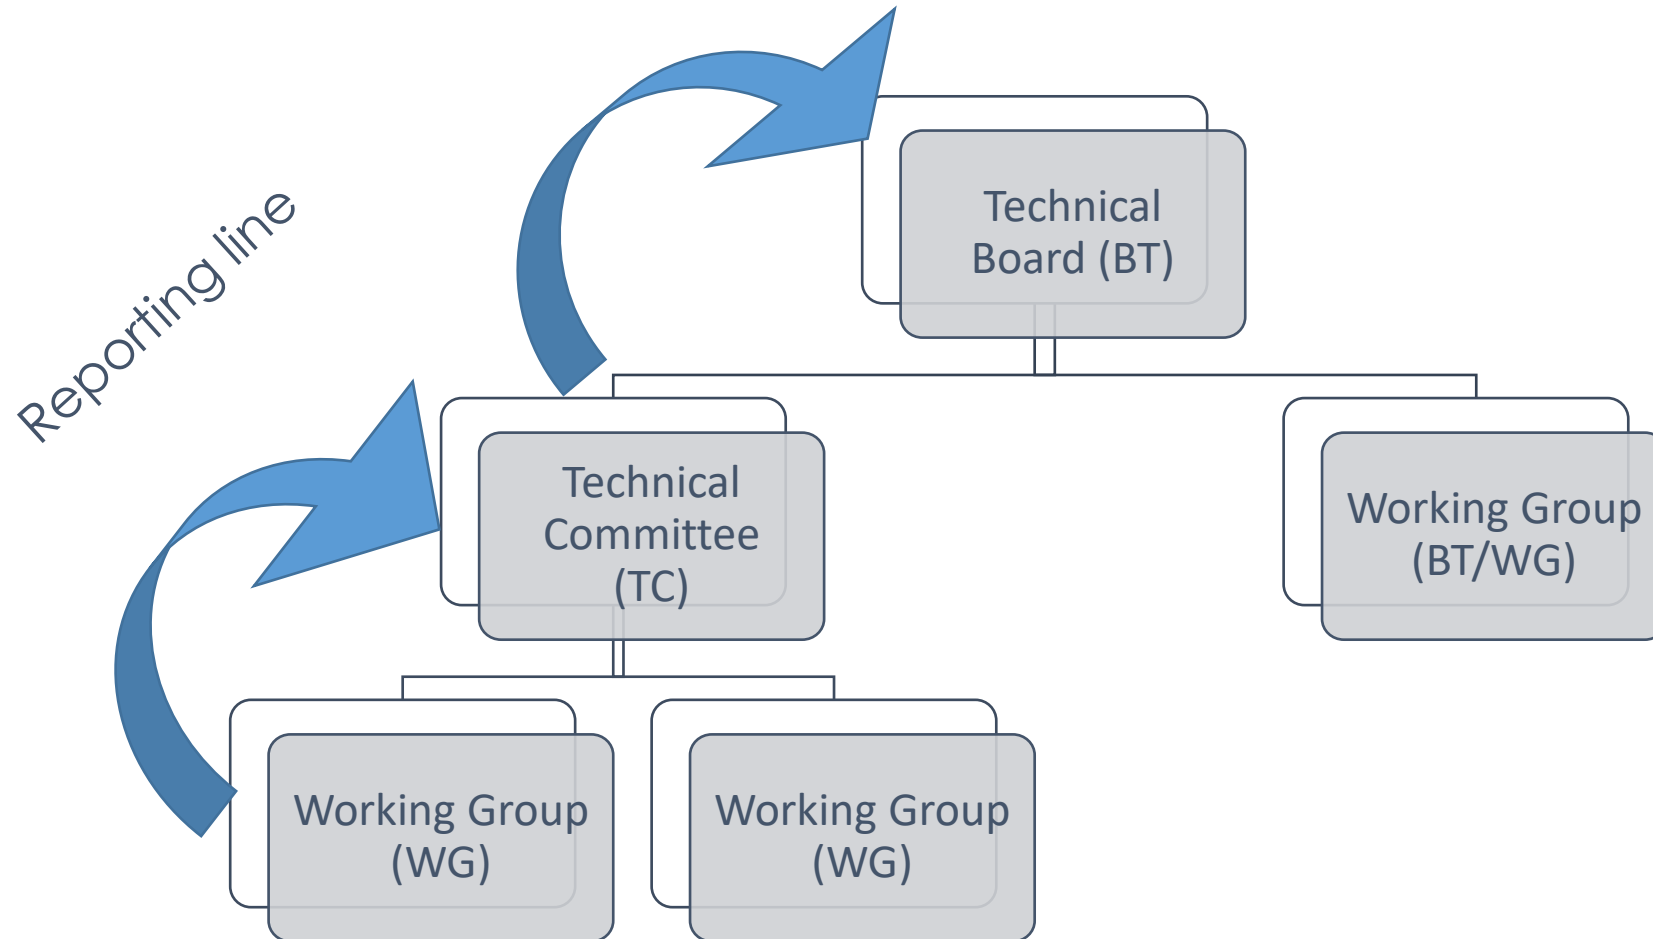 Reporting line
Technical
Board (BT)
Technical
Committee
(TC)
Working Group
(BT/WG)
Working Group
(WG)
Working Group
(WG)